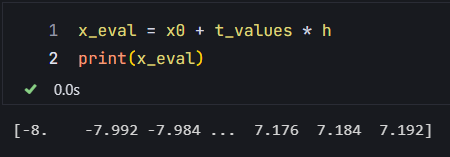 1 x_eval = x0 + t_values * h
2 print(x_eval)
0.0s
[-8.    -7.992 -7.984 ...  7.176  7.184  7.192]